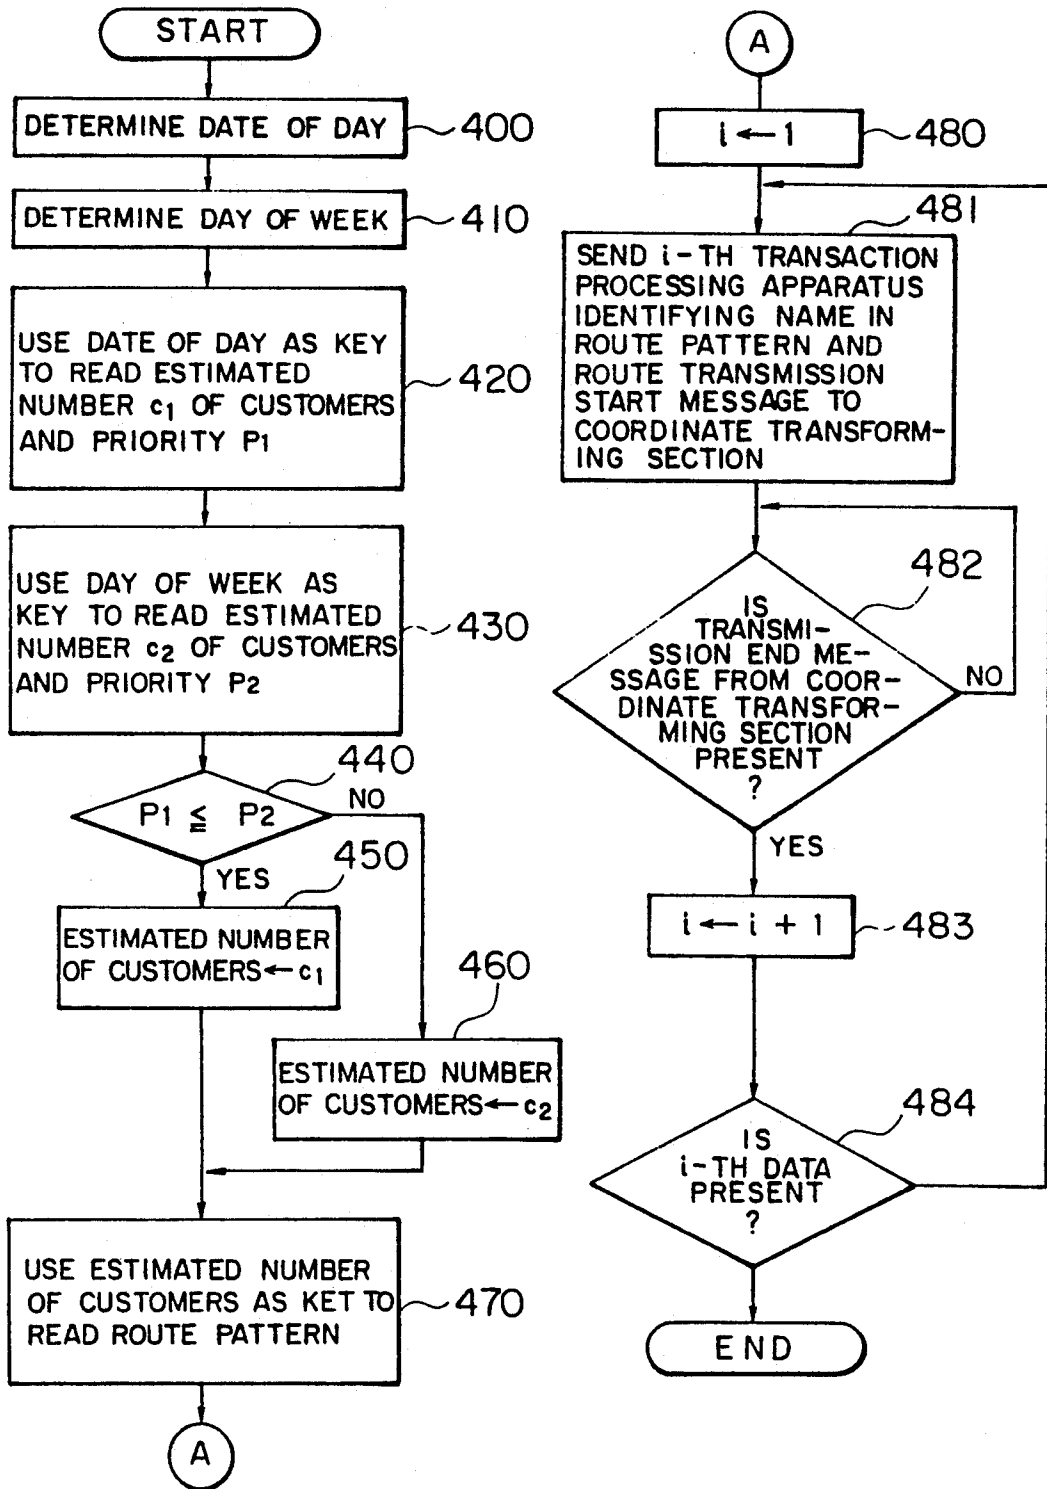 START
DETERMINE DATE OF DAY
400
DETERMINE DAY OF WEEK
410
USE DATE OF DAY AS KEY
TO READ ESTIMATED
NUMBER c1 OF CUSTOMERS
AND PRIORITY P1
420
USE DAY OF WEEK AS
KEY TO READ ESTIMATED
NUMBER c2 OF CUSTOMERS
AND PRIORITY P2
430
440
P1 ≦ P2
NO
YES
450
ESTIMATED NUMBER
OF CUSTOMERS←c1
460
ESTIMATED NUMBER
OF CUSTOMERS←c2
USE ESTIMATED NUMBER
OF CUSTOMERS AS KET TO
READ ROUTE PATTERN
470
A
A
i ← 1
480
481
SEND i-TH TRANSACTION
PROCESSING APPARATUS
IDENTIFYING NAME IN
ROUTE PATTERN AND
ROUTE TRANSMISSION
START MESSAGE TO
COORDINATE TRANSFORM-
ING SECTION
482
IS
TRANSMI-
SSION END ME-
SSAGE FROM COOR-
DINATE TRANSFOR-
MING SECTION
PRESENT
?
NO
YES
i ← i + 1
483
484
IS
i-TH DATA
PRESENT
?
END